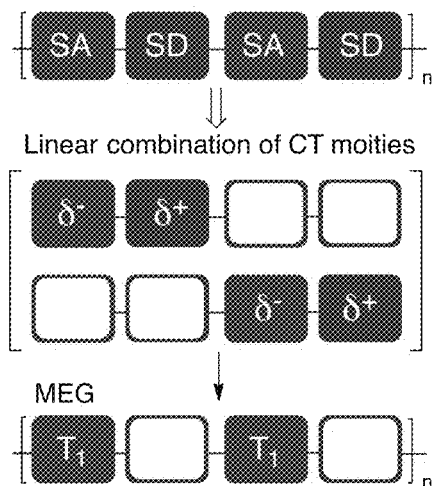 SA SD SA SD n
Linear combination of CT moities
δ- δ+
δ- δ+
MEG
T1 T1 n